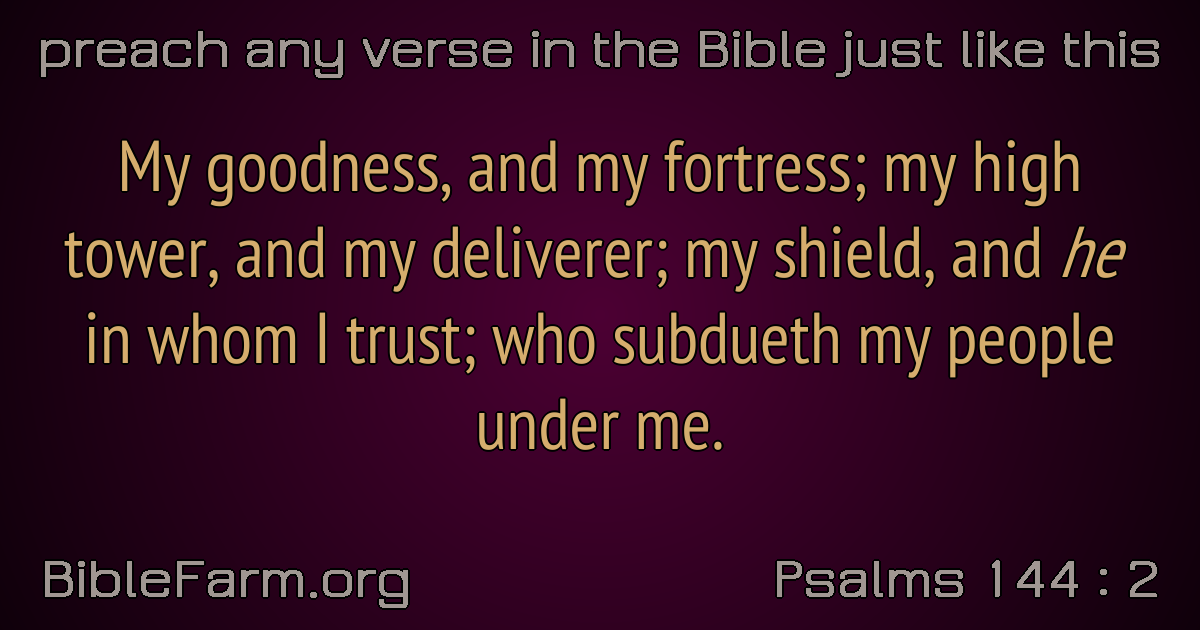 preach any verse in the Bible just like this
My goodness, and my fortress; my high
tower, and my deliverer; my shield, and he
in whom I trust; who subdueth my people
under me.
BibleFarm.org
Psalms 144 : 2